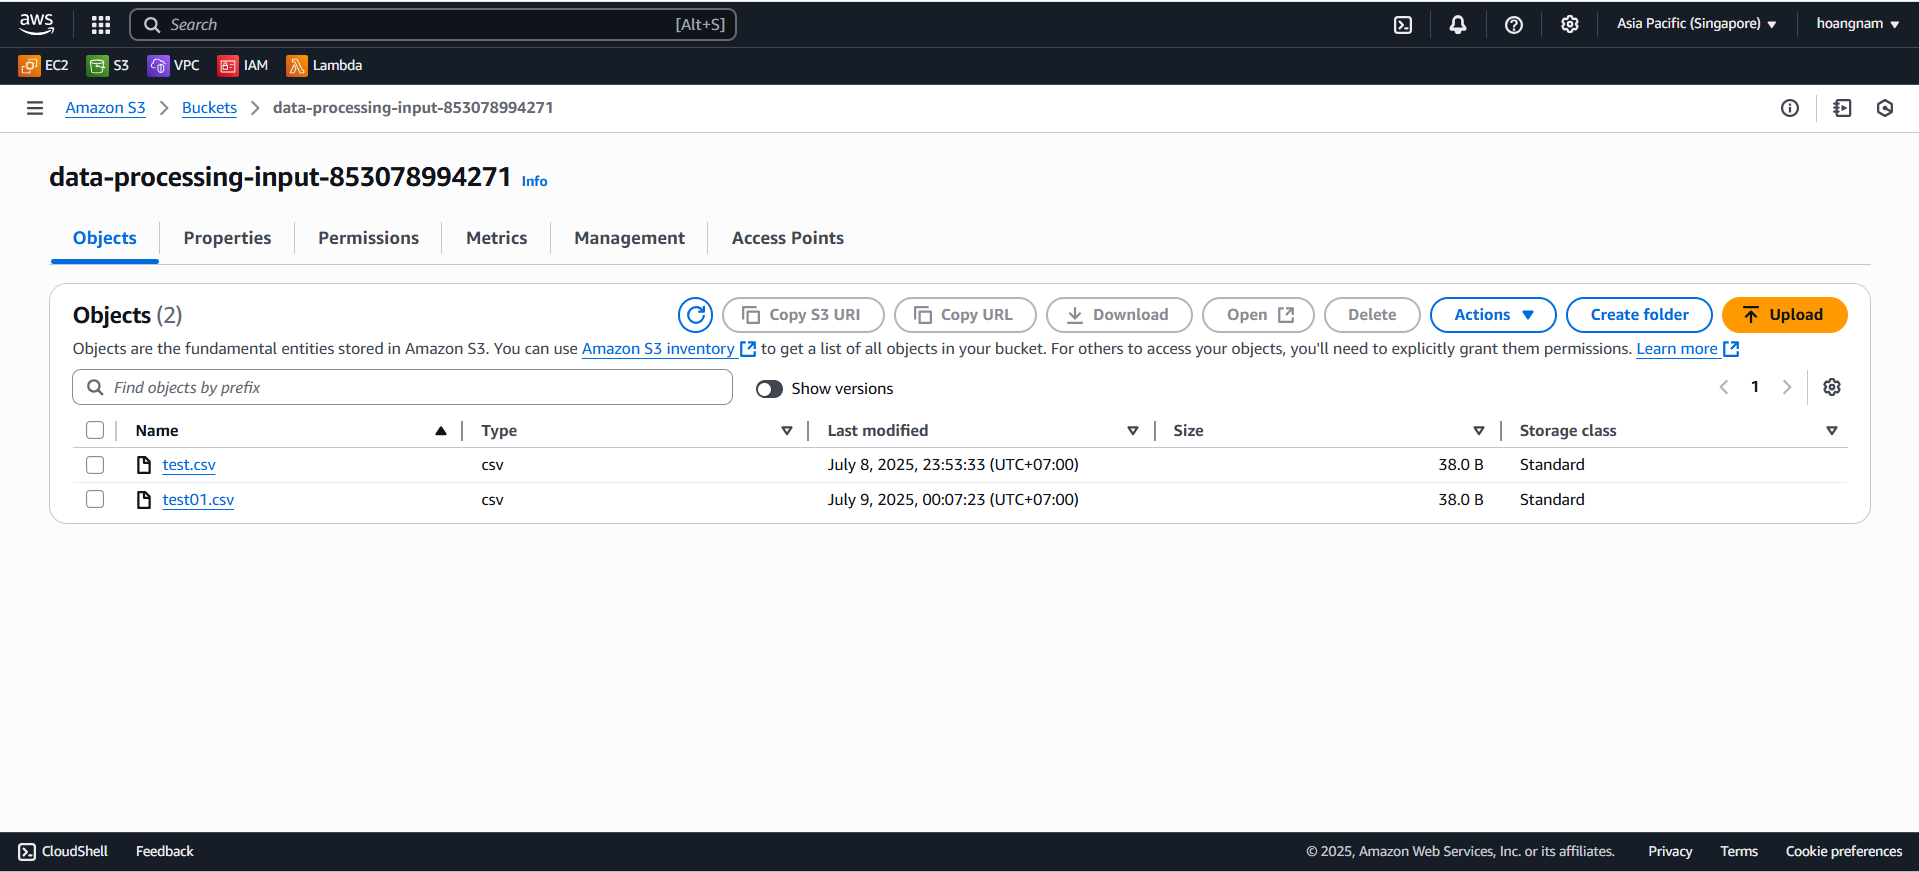 aws Search [Alt+S] Asia Pacific (Singapore) hoangnam
EC2 S3 VPC IAM Lambda
Amazon S3 Buckets data-processing-input-853078994271
data-processing-input-853078994271 Info
Objects Properties Permissions Metrics Management Access Points
Objects (2) Copy S3 URI Copy URL Download Open Delete Actions Create folder Upload
Objects are the fundamental entities stored in Amazon S3. You can use Amazon S3 inventory to get a list of all objects in your bucket. For others to access your objects, you'll need to explicitly grant them permissions. Learn more
Find objects by prefix Show versions 1
Name Type Last modified Size Storage class
test.csv csv July 8, 2025, 23:53:33 (UTC+07:00) 38.0 B Standard
test01.csv csv July 9, 2025, 00:07:23 (UTC+07:00) 38.0 B Standard
CloudShell Feedback © 2025, Amazon Web Services, Inc. or its affiliates. Privacy Terms Cookie preferences